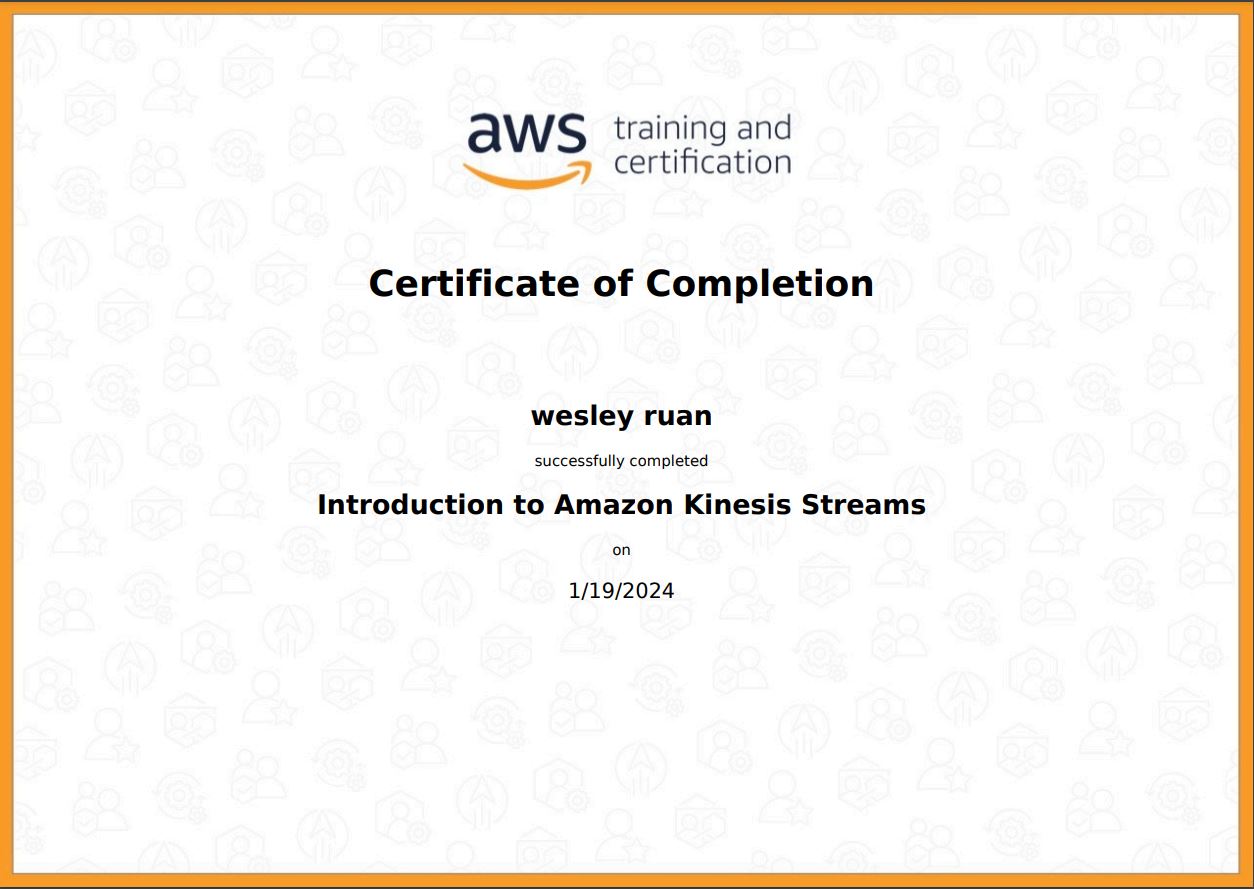 aws training and
certification
Certificate of Completion
wesley ruan
successfully completed
Introduction to Amazon Kinesis Streams
on
1/19/2024